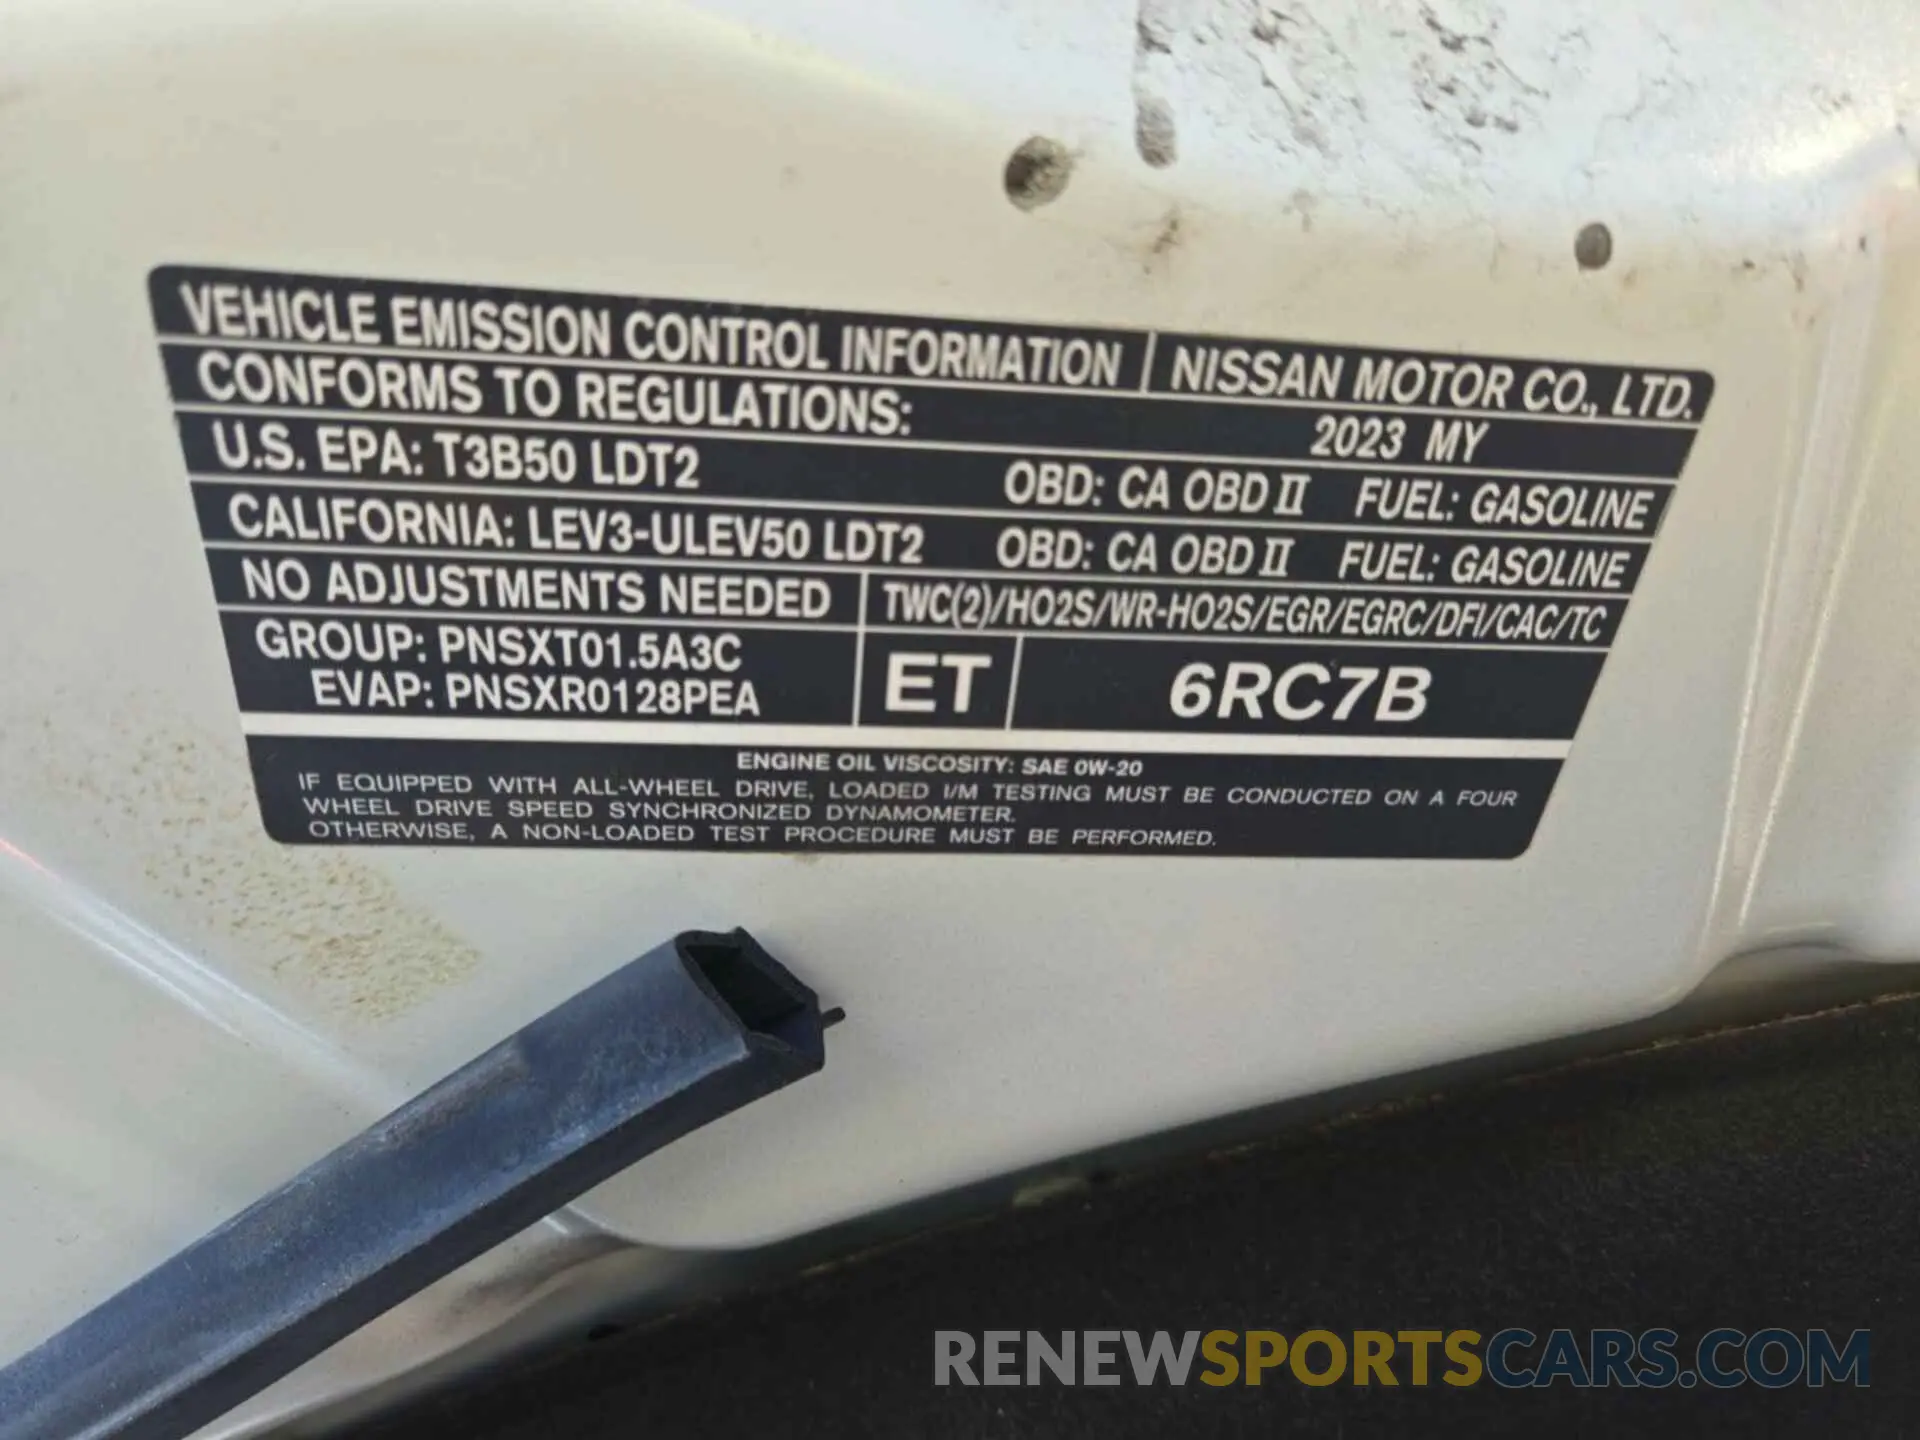 VEHICLE EMISSION CONTROL INFORMATION NISSAN MOTOR CO., LTD.
CONFORMS TO REGULATIONS: 2023 MY
U.S. EPA: T3B50 LDT2 OBD: CA OBD II FUEL: GASOLINE
CALIFORNIA: LEV3-ULEV50 LDT2 OBD: CA OBD II FUEL: GASOLINE
NO ADJUSTMENTS NEEDED TWC(2)/HO2S/WR-HO2S/EGR/EGRC/DFI/CAC/TC
GROUP: PNSXT01.5A3C
EVAP: PNSXR0128PEA
ET 6RC7B
ENGINE OIL VISCOSITY: SAE 0W-20
IF EQUIPPED WITH ALL-WHEEL DRIVE, LOADED I/M TESTING MUST BE CONDUCTED ON A FOUR
WHEEL DRIVE SPEED SYNCHRONIZED DYNAMOMETER.
OTHERWISE, A NON-LOADED TEST PROCEDURE MUST BE PERFORMED.
RENEWSPORTSCARS.COM